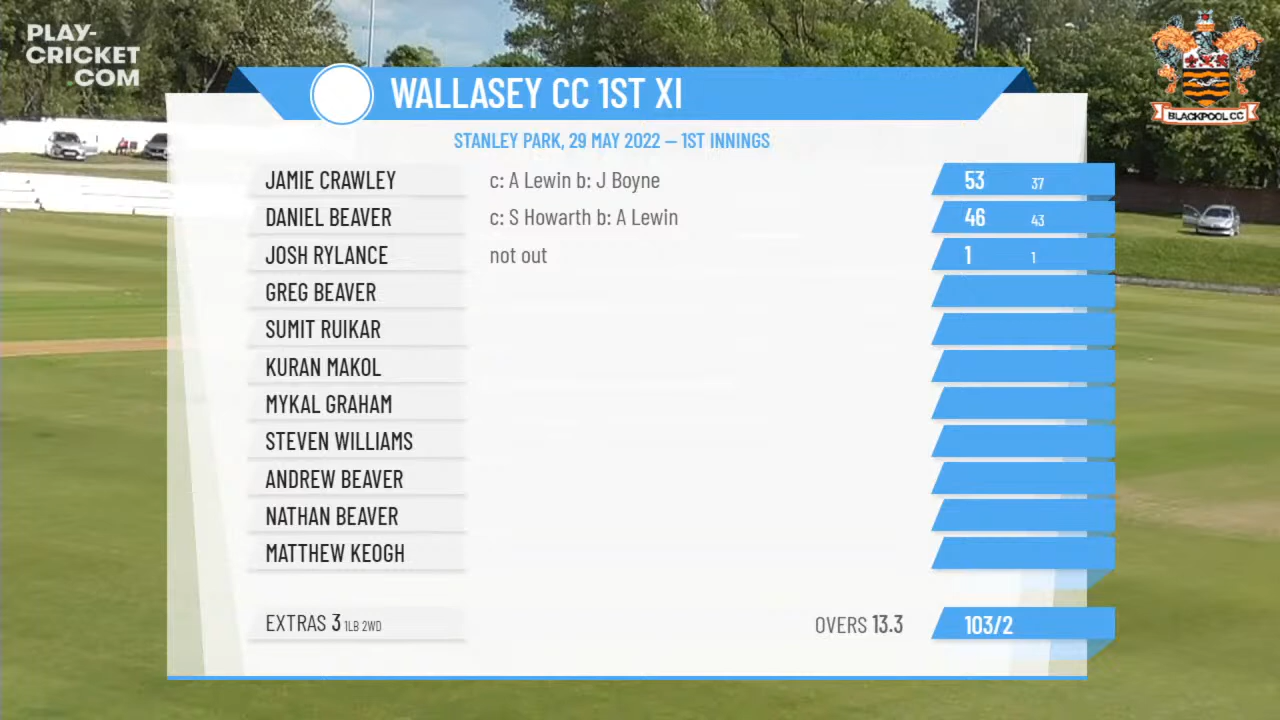 PLAY-
CRICKET
COM
BLACKPOOL CC
WALLASEY CC 1ST XI
STANLEY PARK, 29 MAY 2022 – 1ST INNINGS
JAMIE CRAWLEY c: A Lewin b: J Boyne 53 37
DANIEL BEAVER c: S Howarth b: A Lewin 46 43
JOSH RYLANCE not out 1 1
GREG BEAVER
SUMIT RUIKAR
KURAN MAKOL
MYKAL GRAHAM
STEVEN WILLIAMS
ANDREW BEAVER
NATHAN BEAVER
MATTHEW KEOGH
EXTRAS 3 1LB 2WD OVERS 13.3 103/2